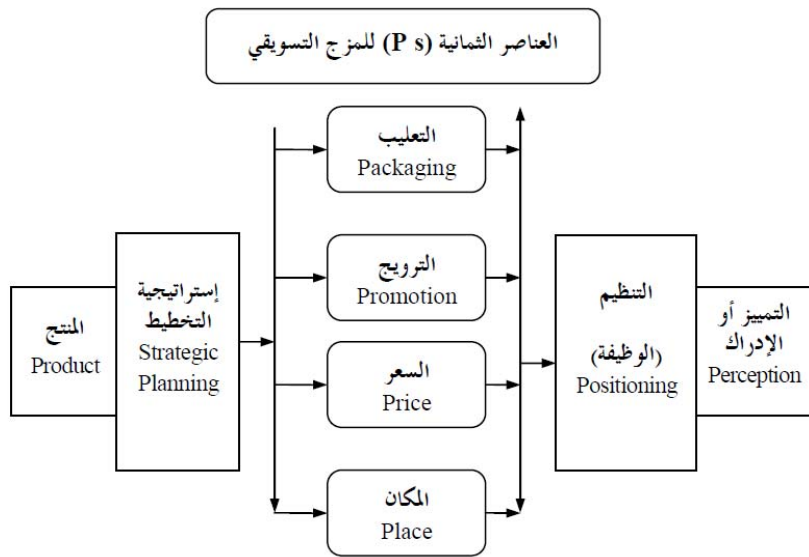 العناصر الثمانية (P s) للمزج التسويقي
التعليب
Packaging
الترويج
Promotion
السعر
Price
المكان
Place
المنتج
Product
إستراتيجية
التخطيط
Strategic
Planning
التنظيم
(الوظيفة)
Positioning
التمييز أو
الإدراك
Perception